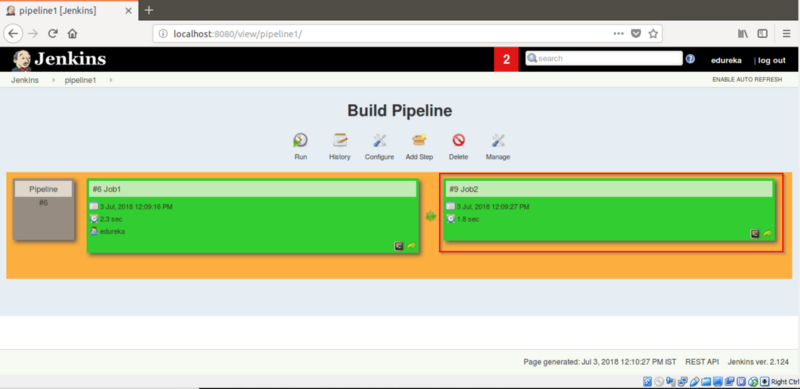 pipeline1 [Jenkins]
localhost:8080/view/pipeline1/
Jenkins
2
search
edureka
| log out
Jenkins
pipeline1
ENABLE AUTO REFRESH
Build Pipeline
Run
History
Configure
Add Step
Delete
Manage
Pipeline
#6
#6 Job1
3 Jul, 2018 12:09:16 PM
2.3 sec
edureka
#9 Job2
3 Jul, 2018 12:09:27 PM
1.8 sec
Page generated: Jul 3, 2018 12:10:27 PM IST REST API Jenkins ver. 2.124
Right Ctrl